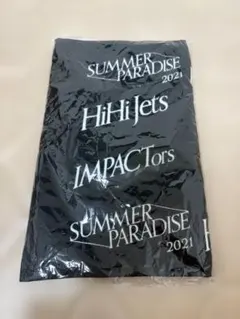 SUMMER
PARADISE
2021
HiHi Jets
IMPACTors
SUMMER
PARADISE
2021
H